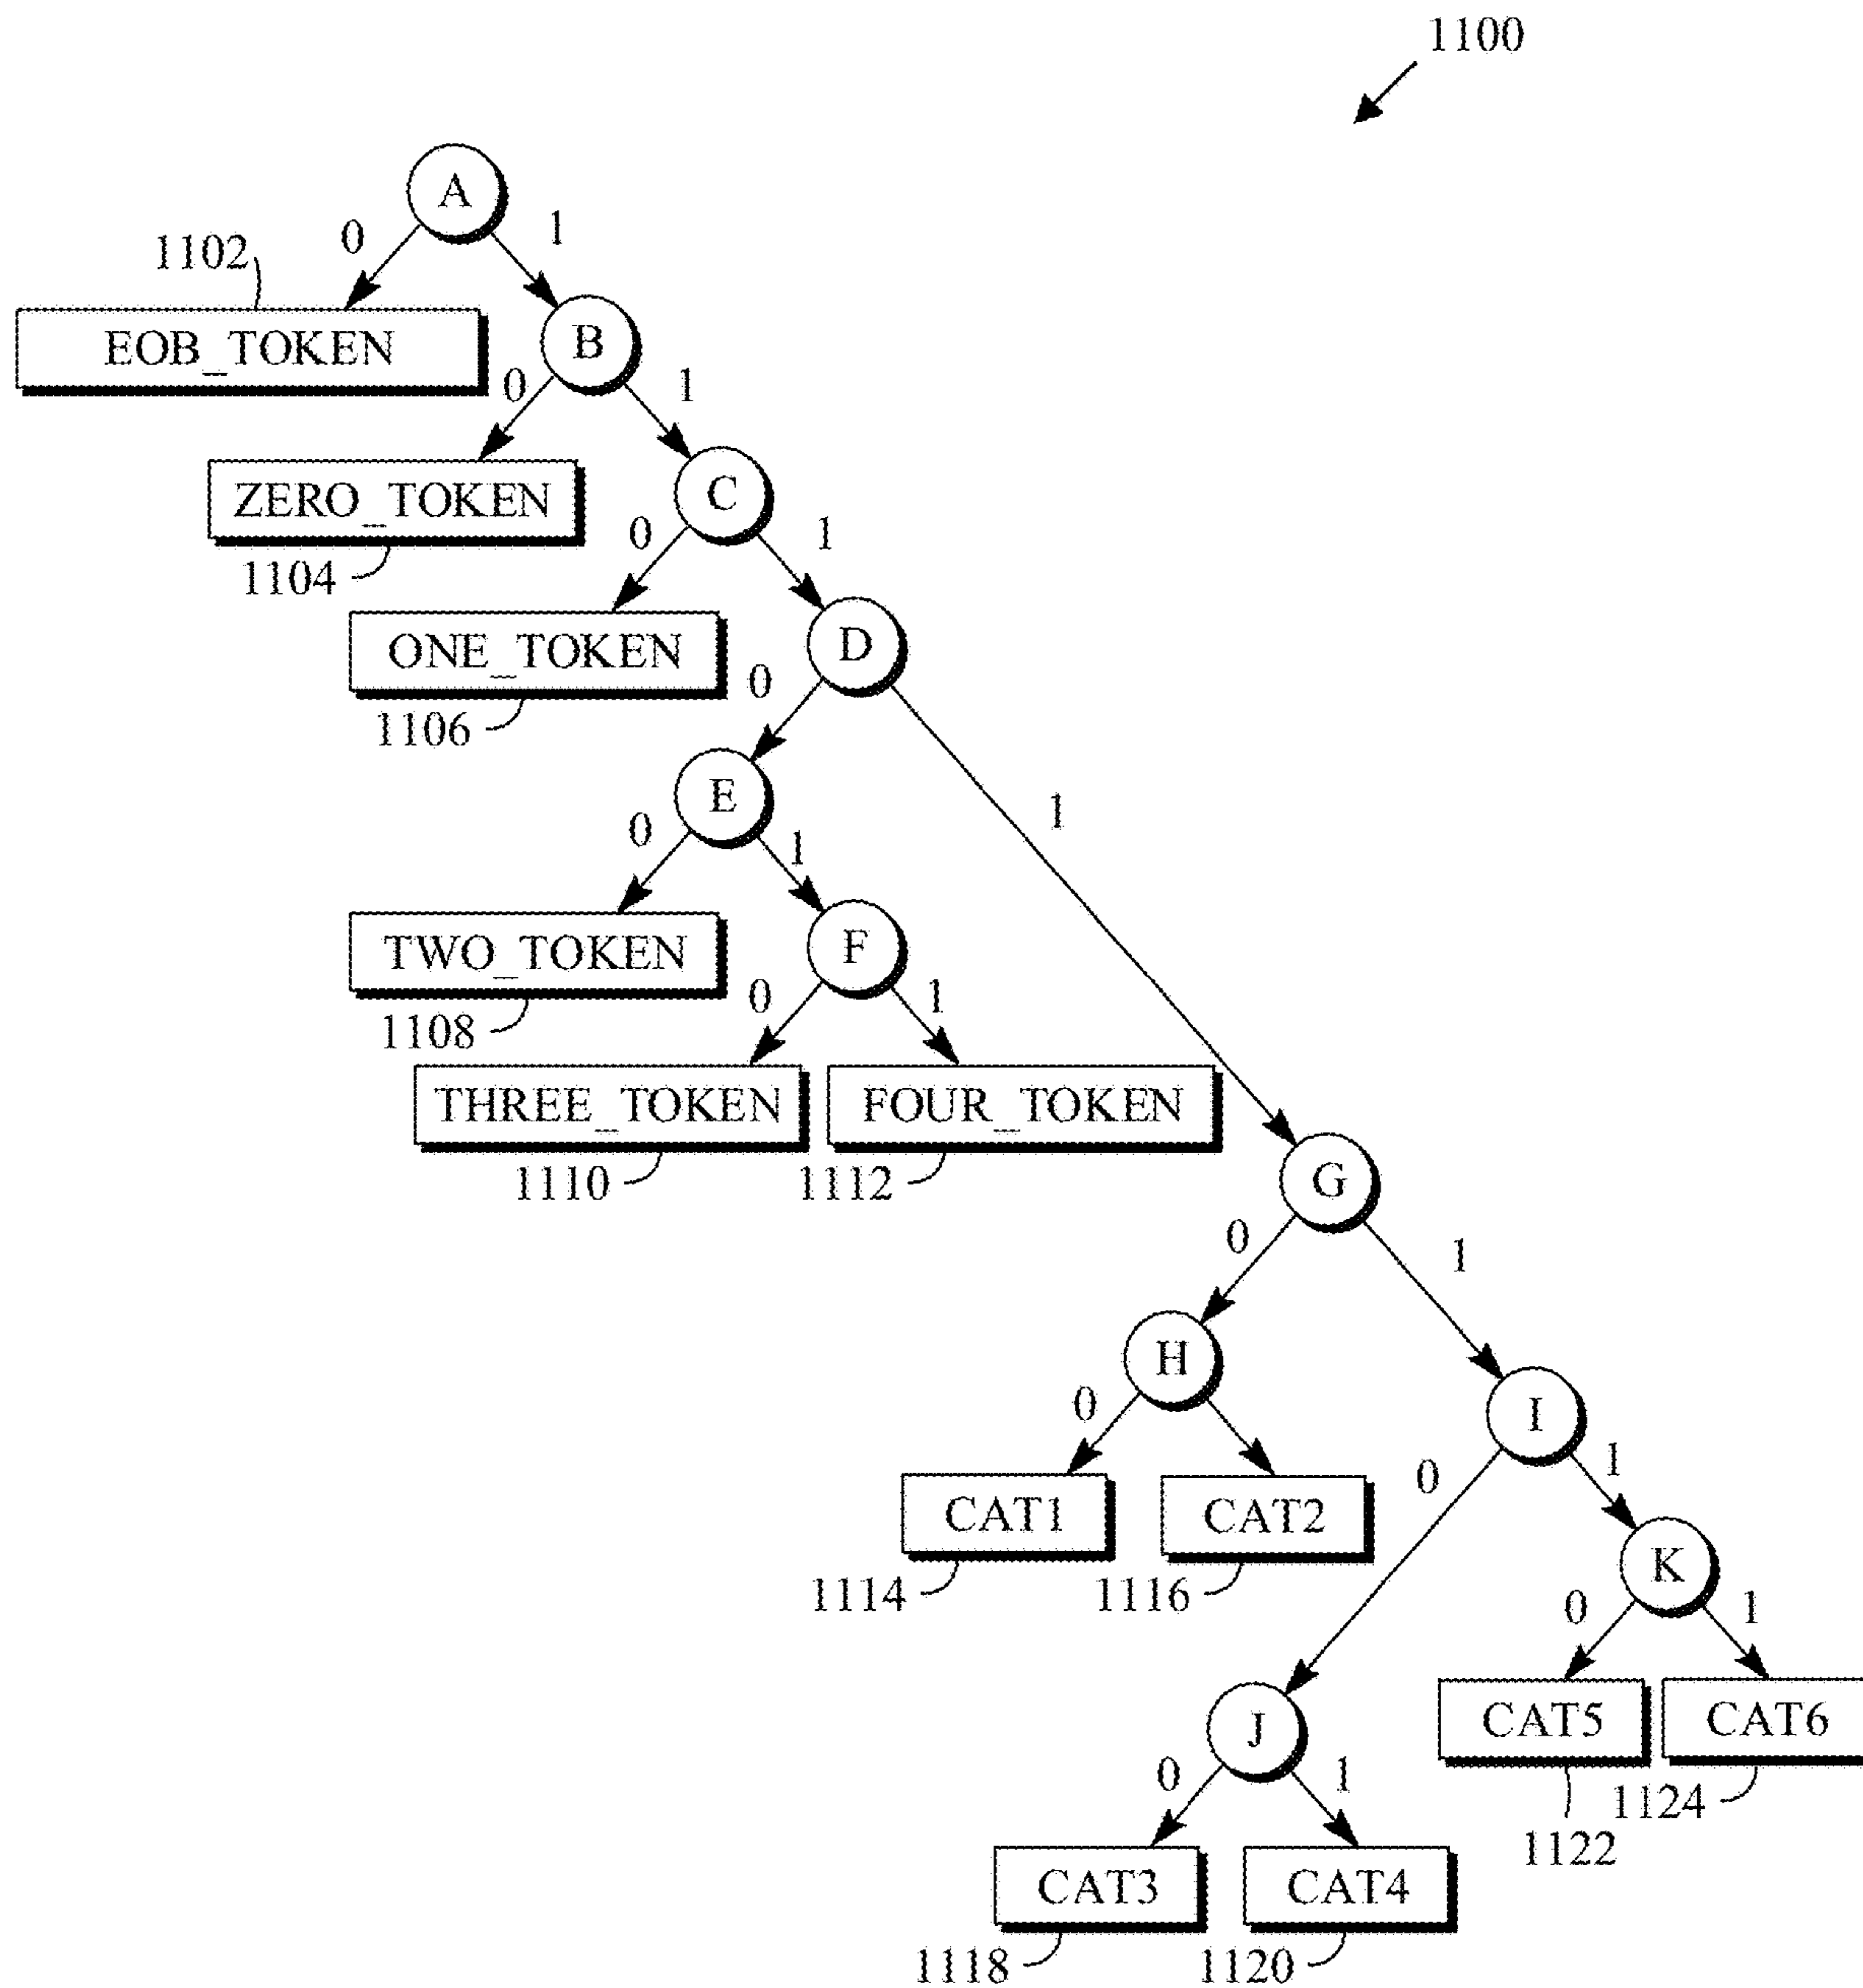 1100
A
0
1
1102
EOB_TOKEN
B
0
1
ZERO_TOKEN
C
1104
0
1
ONE_TOKEN
D
1106
0
1
E
0
1
TWO_TOKEN
F
1108
0
1
THREE_TOKEN
FOUR_TOKEN
1110
1112
G
0
1
H
0
I
0
1
CAT1
CAT2
K
1114
1116
0
1
J
CAT5
CAT6
0
1
1124
1122
CAT3
CAT4
1118
1120